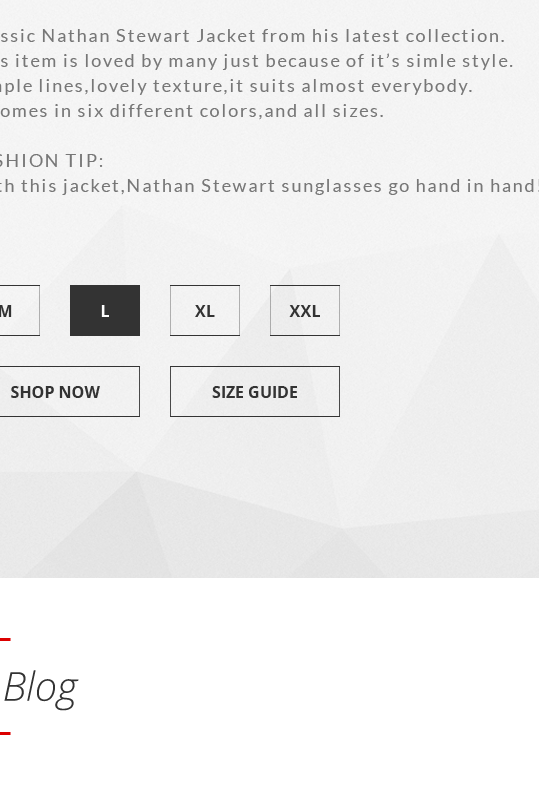 ssic Nathan Stewart Jacket from his latest collection.
s item is loved by many just because of it’s simle style.
ple lines,lovely texture,it suits almost everybody.
omes in six different colors,and all sizes.
SHION TIP:
th this jacket,Nathan Stewart sunglasses go hand in hand!
M L XL XXL
SHOP NOW SIZE GUIDE
Blog